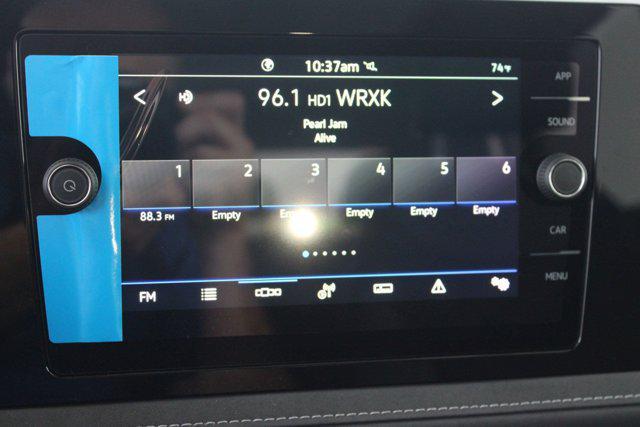 10:37am 74°F
96.1 HD1 WRXK
Pearl Jam
Alive
1 2 3 4 5 6
88.3 FM Empty Empty Empty Empty Empty
FM
APP
SOUND
CAR
MENU